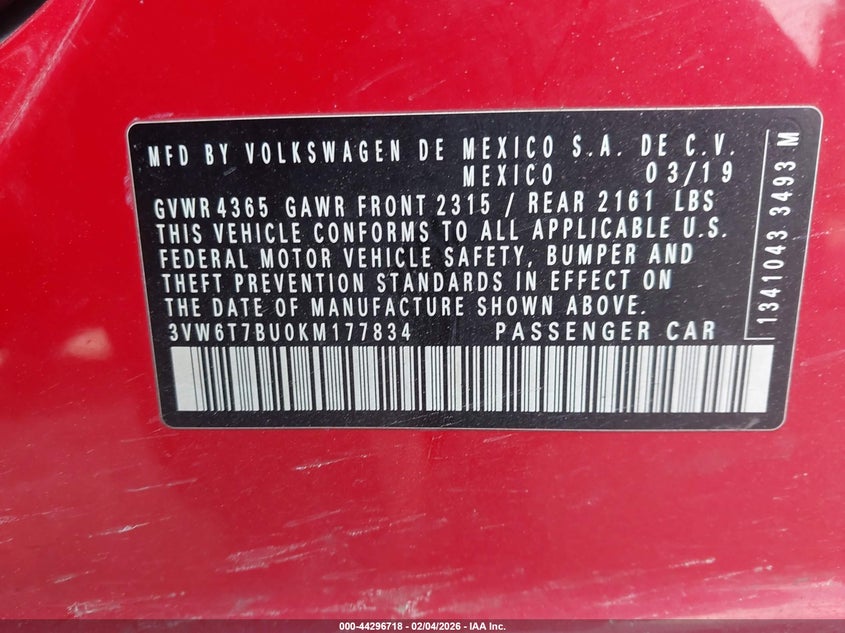 MFD BY VOLKSWAGEN DE MEXICO S.A. DE C.V.
MEXICO 03/19
GVWR 4365 GAWR FRONT 2315 / REAR 2161 LBS
THIS VEHICLE CONFORMS TO ALL APPLICABLE U.S.
FEDERAL MOTOR VEHICLE SAFETY, BUMPER AND
THEFT PREVENTION STANDARDS IN EFFECT ON
THE DATE OF MANUFACTURE SHOWN ABOVE.
3VW6T7BU0KM177834 PASSENGER CAR
1341043 3493 M
000-44296718 - 02/04/2026 - IAA Inc.